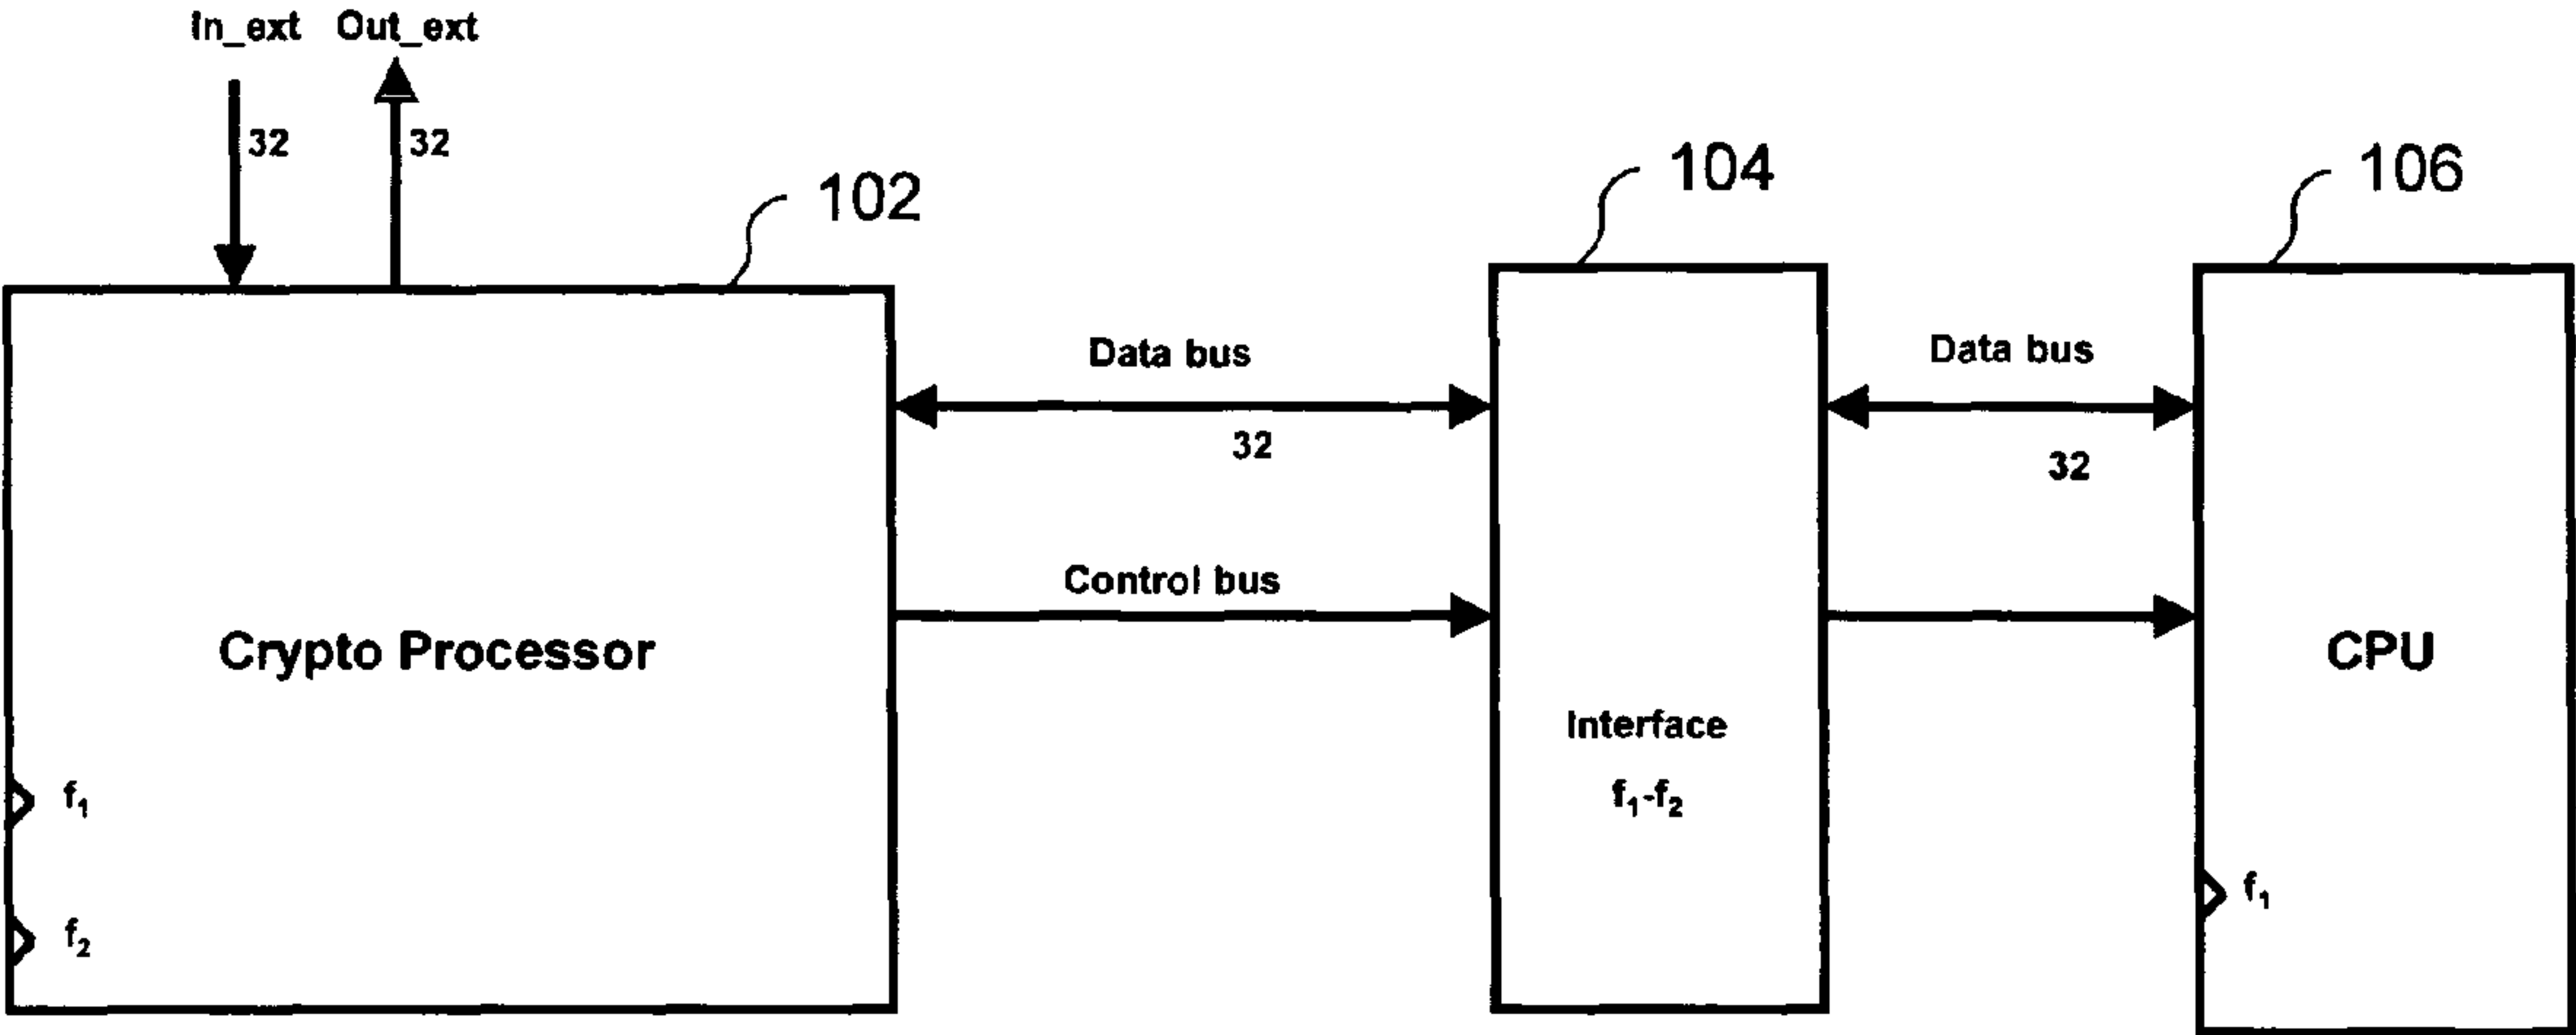 In_ext Out_ext
32 32
102 104 106
Data bus Data bus
32 32
Control bus
Crypto Processor CPU
Interface
f₁ f₁-f₂
f₁
f₂